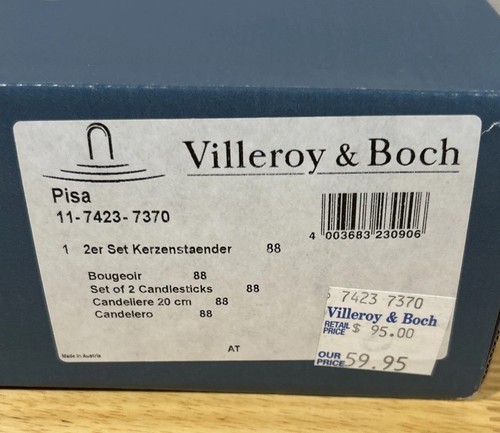 Villeroy & Boch
Pisa
11-7423-7370
1 2er Set Kerzenstaender 88
Bougeoir 88
Set of 2 Candlesticks 88
Candeliere 20 cm 88
Candelero 88
AT
Made in Austria
4 003683 230906
7423 7370
Villeroy & Boch
RETAIL PRICE $ 95.00
OUR PRICE 59.95